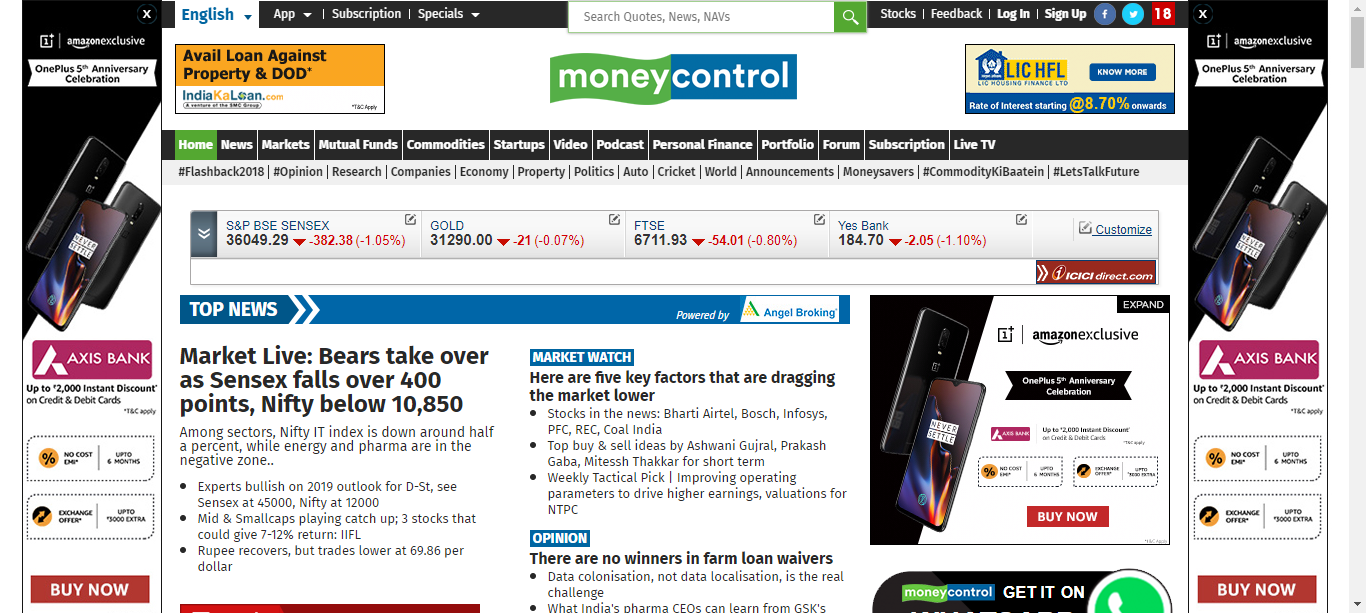 English
App
Subscription
Specials
Search Quotes, News, NAVs
Stocks
Feedback
Log In
Sign Up
18
amazonexclusive
OnePlus 5th Anniversary
Celebration
NEVER
SETTLE
AXIS BANK
Up to ₹2,000 Instant Discount*
on Credit & Debit Cards
*T&C apply
NO COST
EMI*
UPTO
6 MONTHS
EXCHANGE
OFFER*
UPTO
₹3000 EXTRA
BUY NOW
Avail Loan Against
Property & DOD*
IndiaKaLoan.com
A venture of the SMC Group
*T&C Apply
moneycontrol
LIC HFL
LIC HOUSING FINANCE LTD
KNOW MORE
Rate of Interest starting @8.70% onwards
Home News Markets Mutual Funds Commodities Startups Video Podcast Personal Finance Portfolio Forum Subscription Live TV
#Flashback2018 | #Opinion | Research | Companies | Economy | Property | Politics | Auto | Cricket | World | Announcements | Moneysavers | #CommodityKiBaatein | #LetsTalkFuture
S&P BSE SENSEX
36049.29 -382.38 (-1.05%)
GOLD
31290.00 -21 (-0.07%)
FTSE
6711.93 -54.01 (-0.80%)
Yes Bank
184.70 -2.05 (-1.10%)
Customize
ICICI direct.com
TOP NEWS
Powered by
Angel Broking
Market Live: Bears take over
as Sensex falls over 400
points, Nifty below 10,850
Among sectors, Nifty IT index is down around half
a percent, while energy and pharma are in the
negative zone..
Experts bullish on 2019 outlook for D-St, see
Sensex at 45000, Nifty at 12000
Mid & Smallcaps playing catch up; 3 stocks that
could give 7-12% return: IIFL
Rupee recovers, but trades lower at 69.86 per
dollar
MARKET WATCH
Here are five key factors that are dragging
the market lower
Stocks in the news: Bharti Airtel, Bosch, Infosys,
PFC, REC, Coal India
Top buy & sell ideas by Ashwani Gujral, Prakash
Gaba, Mitessh Thakkar for short term
Weekly Tactical Pick | Improving operating
parameters to drive higher earnings, valuations for
NTPC
OPINION
There are no winners in farm loan waivers
Data colonisation, not data localisation, is the real
challenge
What India's pharma CEOs can learn from GSK's
EXPAND
amazonexclusive
OnePlus 5th Anniversary
Celebration
NEVER
SETTLE
AXIS BANK
Up to ₹2,000 Instant Discount*
on Credit & Debit Cards
*T&C apply
NO COST
EMI*
UPTO
6 MONTHS
EXCHANGE
OFFER*
UPTO
₹3000 EXTRA
BUY NOW
*T&C Apply
moneycontrol GET IT ON
amazonexclusive
OnePlus 5th Anniversary
Celebration
NEVER
SETTLE
AXIS BANK
Up to ₹2,000 Instant Discount*
on Credit & Debit Cards
*T&C apply
NO COST
EMI*
UPTO
6 MONTHS
EXCHANGE
OFFER*
UPTO
₹3000 EXTRA
BUY NOW